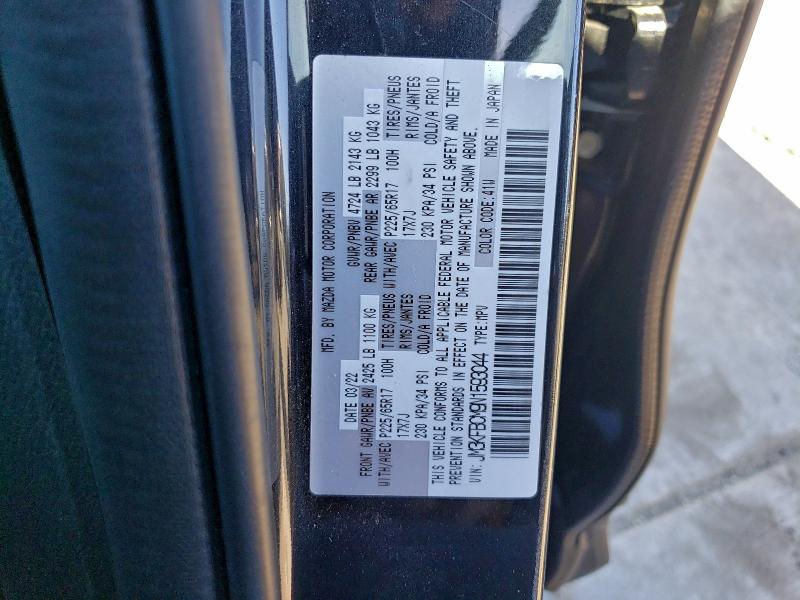 MFD. BY MAZDA MOTOR CORPORATION
DATE 03/22 GVWR/PNBV 4724 LB 2143 KG
FRONT GAWR/PNBE AV 2425 LB 1100 KG REAR GAWR/PNBE AR 2299 LB 1043 KG
WITH/AVEC P225/65R17 100H TIRES/PNEUS WITH/AVEC P225/65R17 100H TIRES/PNEUS
17X7J RIMS/JANTES 17X7J RIMS/JANTES
230 KPA/34 PSI COLD/A FROID 230 KPA/34 PSI COLD/A FROID
THIS VEHICLE CONFORMS TO ALL APPLICABLE FEDERAL MOTOR VEHICLE SAFETY AND THEFT
PREVENTION STANDARDS IN EFFECT ON THE DATE OF MANUFACTURE SHOWN ABOVE.
VIN: JM3KFBCM9N1593044 TYPE:MPV COLOR CODE:41W MADE IN JAPAN